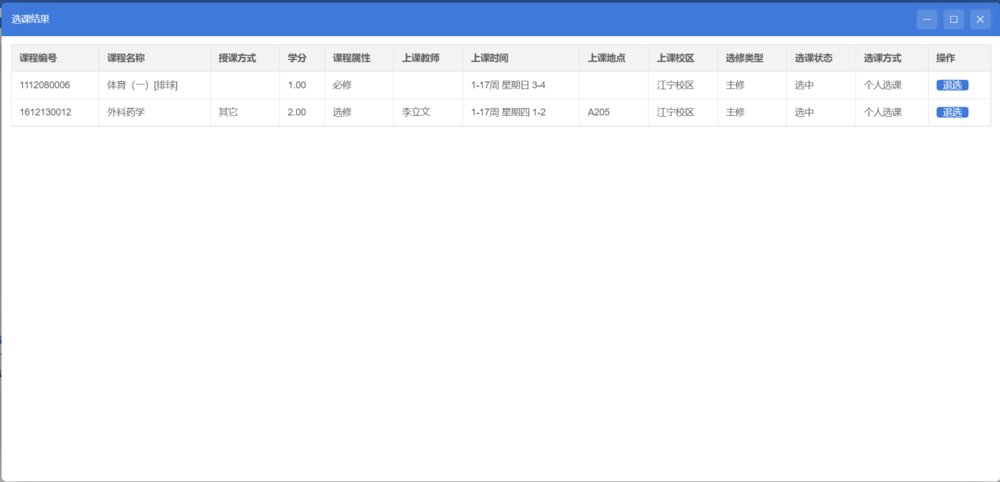 选课结果
课程编号 课程名称 授课方式 学分 课程属性 上课教师 上课时间 上课地点 上课校区 选修类型 选课状态 选课方式 操作
1112080006 体育（一）[排球] 1.00 必修 1-17周 星期日 3-4 江宁校区 主修 选中 个人选课 退选
1612130012 外科药学 其它 2.00 选修 李立文 1-17周 星期四 1-2 A205 江宁校区 主修 选中 个人选课 退选